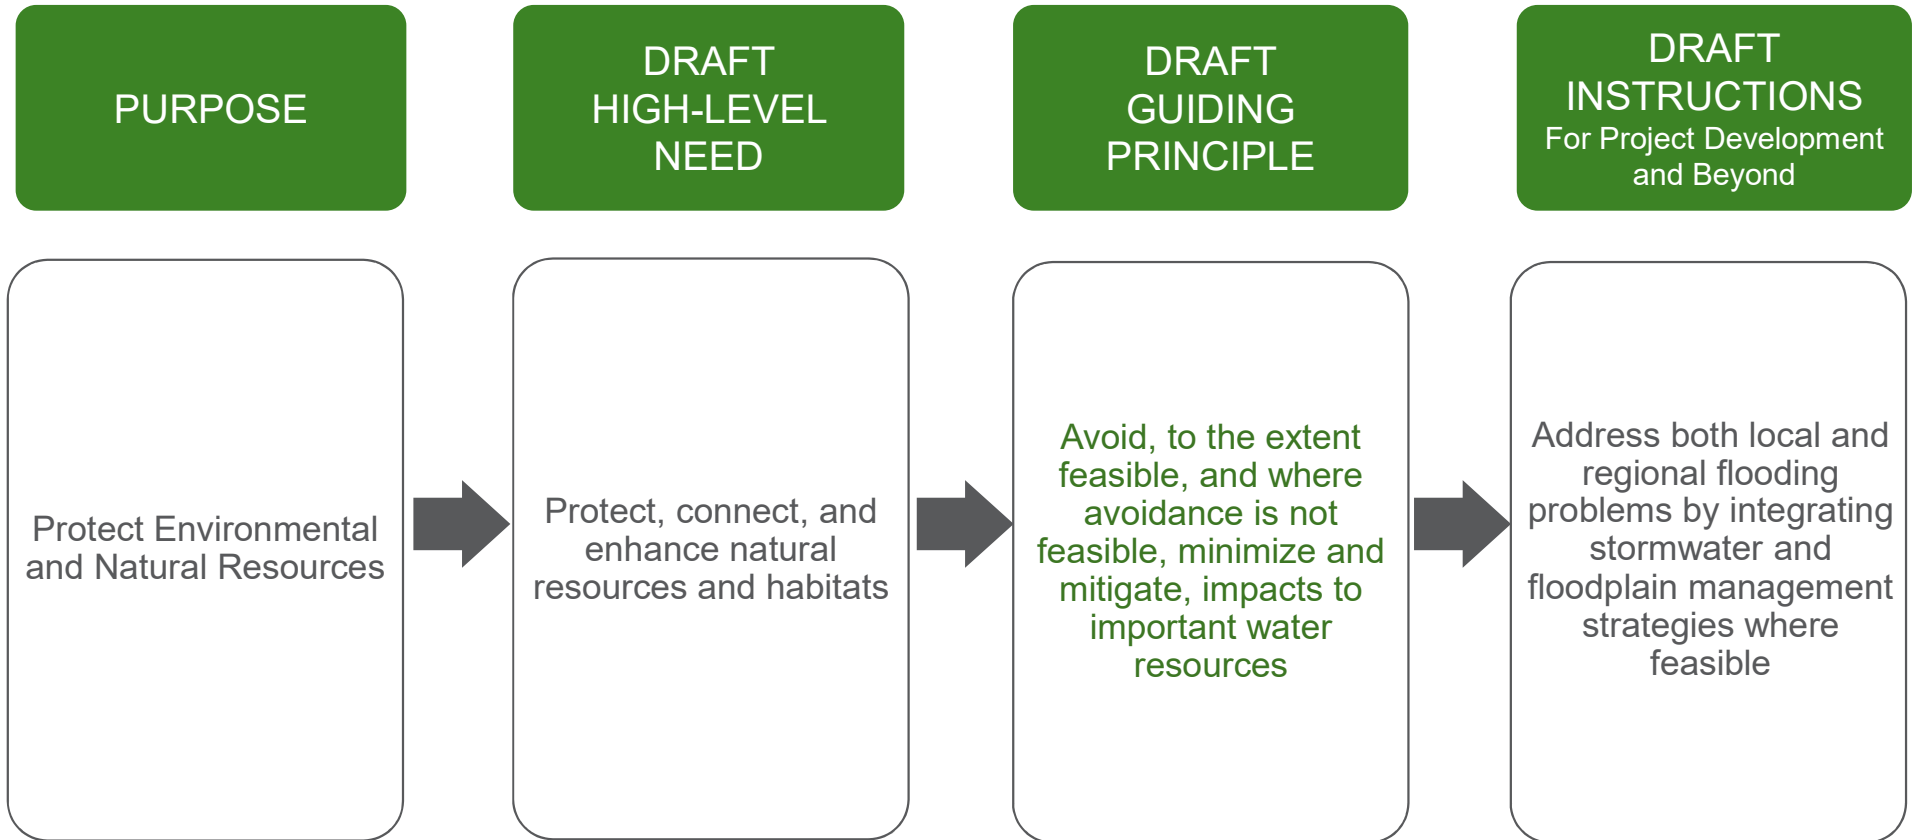 PURPOSE
DRAFT
HIGH-LEVEL
NEED
DRAFT
GUIDING
PRINCIPLE
DRAFT
INSTRUCTIONS
For Project Development
and Beyond
Protect Environmental
and Natural Resources
Protect, connect, and
enhance natural
resources and habitats
Avoid, to the extent
feasible, and where
avoidance is not
feasible, minimize and
mitigate, impacts to
important water
resources
Address both local and
regional flooding
problems by integrating
stormwater and
floodplain management
strategies where
feasible